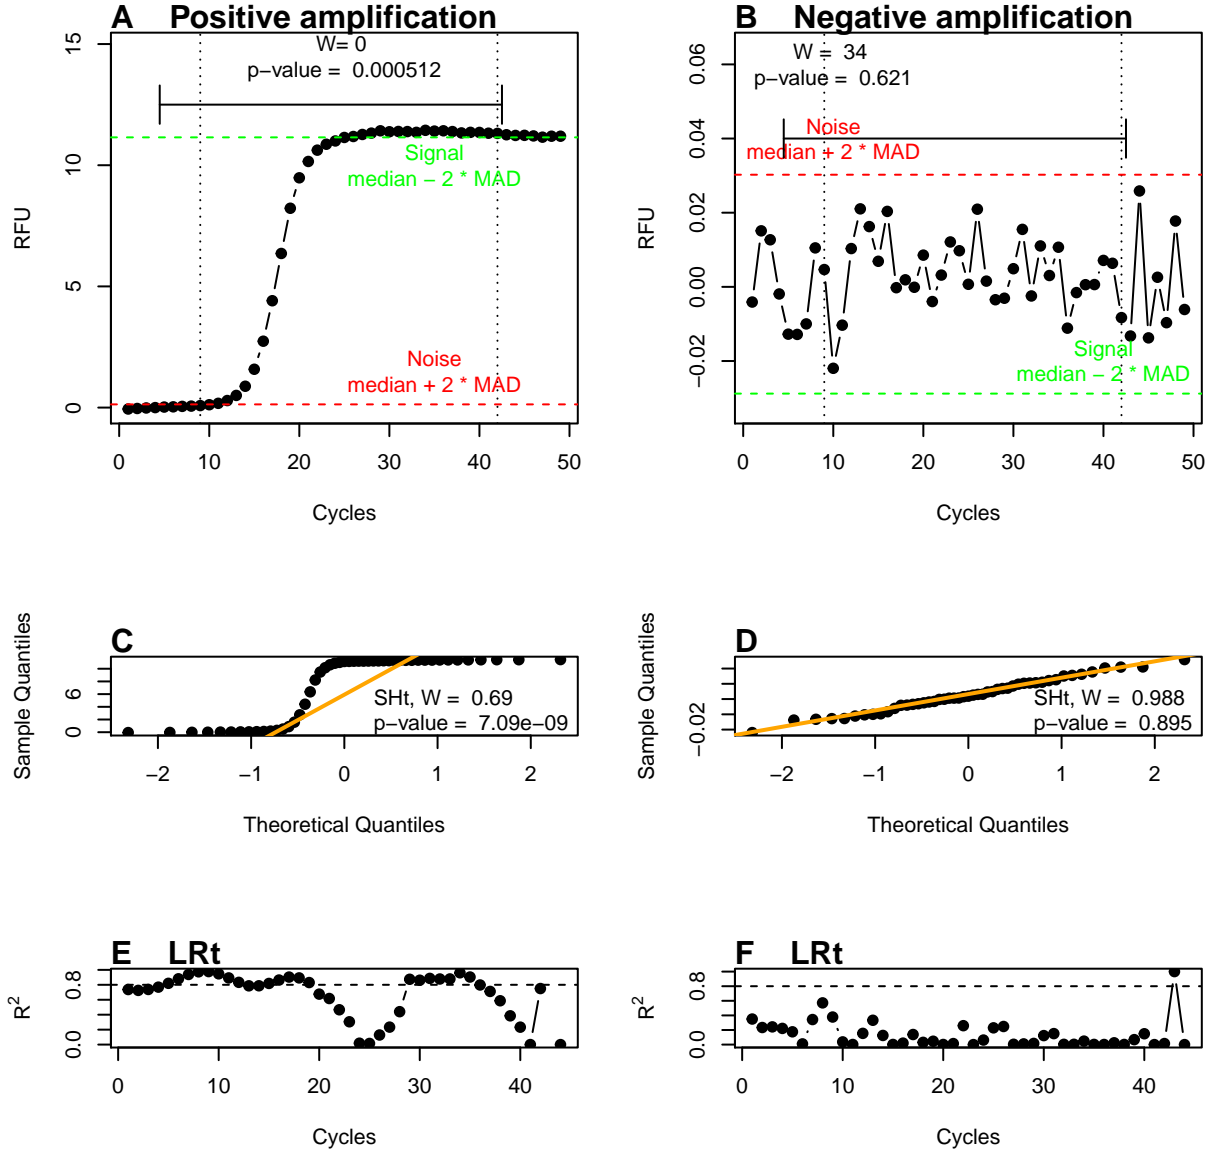 A Positive amplification
W= 0
p−value = 0.000512
Signal
median − 2 * MAD
Noise
median + 2 * MAD
RFU
0
5
10
15
0 10 20 30 40 50
Cycles
B Negative amplification
W = 34
p−value = 0.621
Noise
median + 2 * MAD
Signal
median − 2 * MAD
RFU
−0.02
0.00
0.02
0.04
0.06
0 10 20 30 40 50
Cycles
C
SHt, W = 0.69
p−value = 7.09e−09
Sample Quantiles
0
6
−2 −1 0 1 2
Theoretical Quantiles
D
SHt, W = 0.988
p−value = 0.895
Sample Quantiles
−0.02
−2 −1 0 1 2
Theoretical Quantiles
E LRt
R²
0.0
0.8
0 10 20 30 40
Cycles
F LRt
R²
0.0
0.8
0 10 20 30 40
Cycles